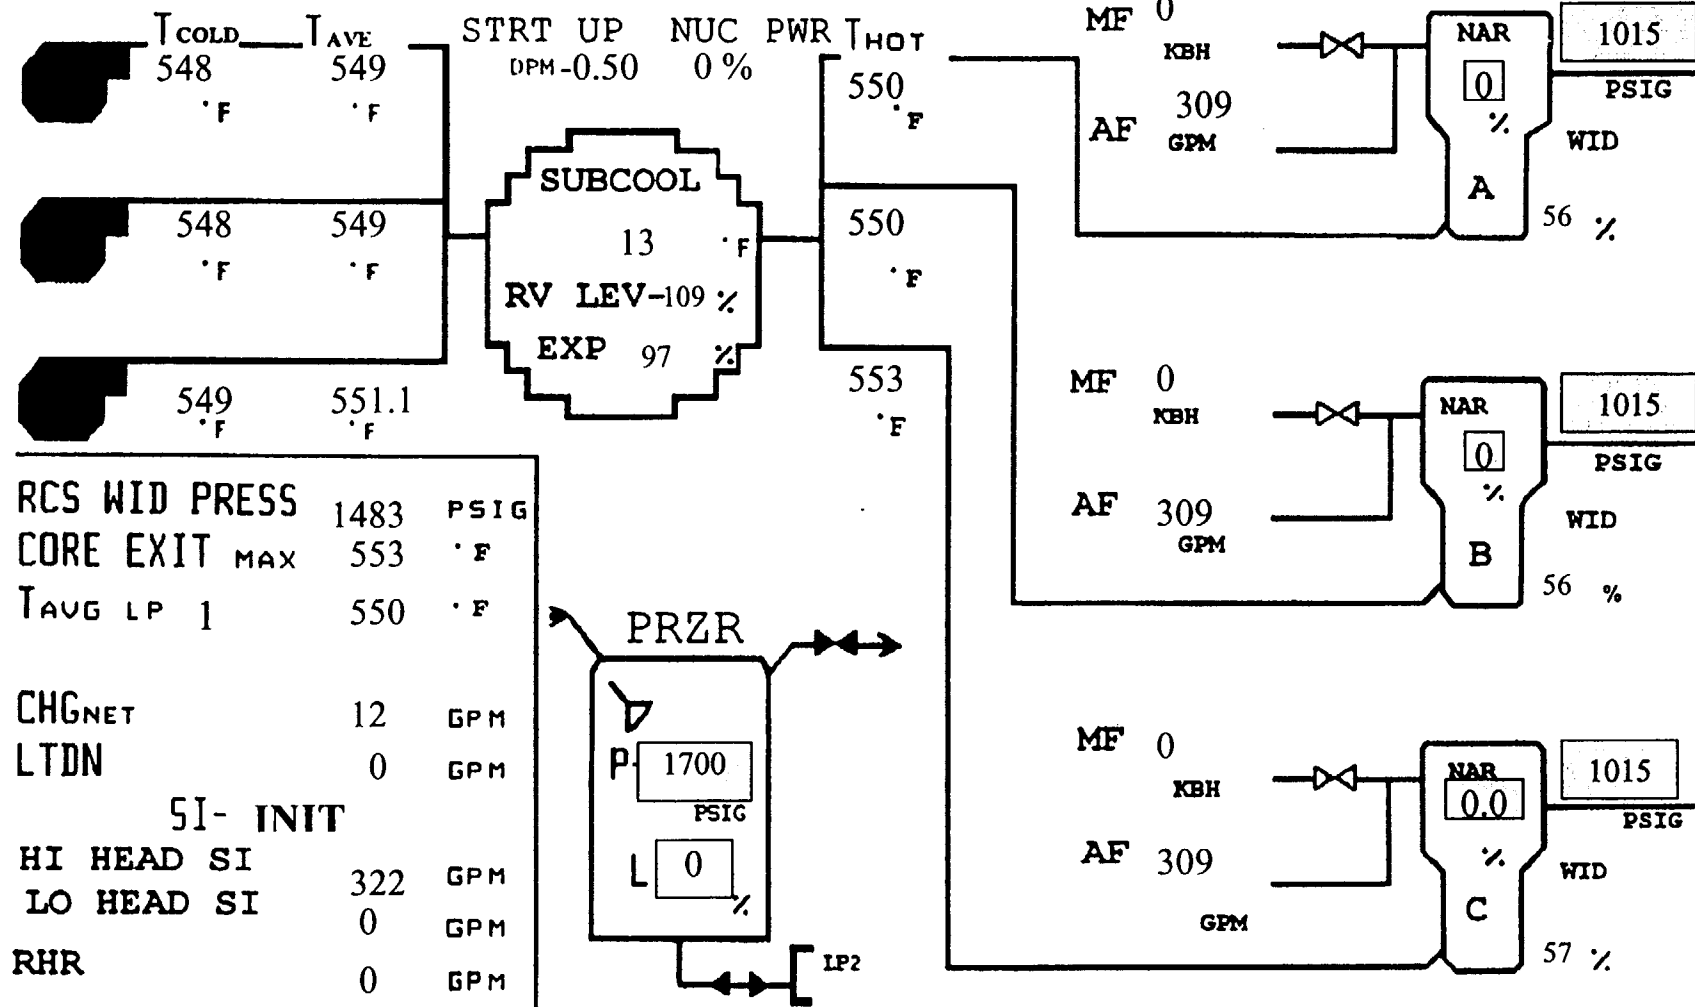 TCOLD TAVE STRT UP NUC PWR THOT
548 549 DPM -0.50 0 % 550
°F °F °F
548 549 550
°F °F °F
549 551.1 553
°F °F °F
SUBCOOL
13 °F
RV LEV-109 %
EXP 97 %
RCS WID PRESS 1483 PSIG
CORE EXIT MAX 553 °F
TAVG LP 1 550 °F
CHGNET 12 GPM
LTDN 0 GPM
SI- INIT
HI HEAD SI 322 GPM
LO HEAD SI 0 GPM
RHR 0 GPM
PRZR
P 1700
PSIG
L 0
%
LP2
MF 0
KBH
AF 309
GPM
NAR
0
%
A
1015
PSIG
WID
56 %
MF 0
KBH
AF 309
GPM
NAR
0
%
B
1015
PSIG
WID
56 %
MF 0
KBH
AF 309
GPM
NAR
0.0
%
C
1015
PSIG
WID
57 %